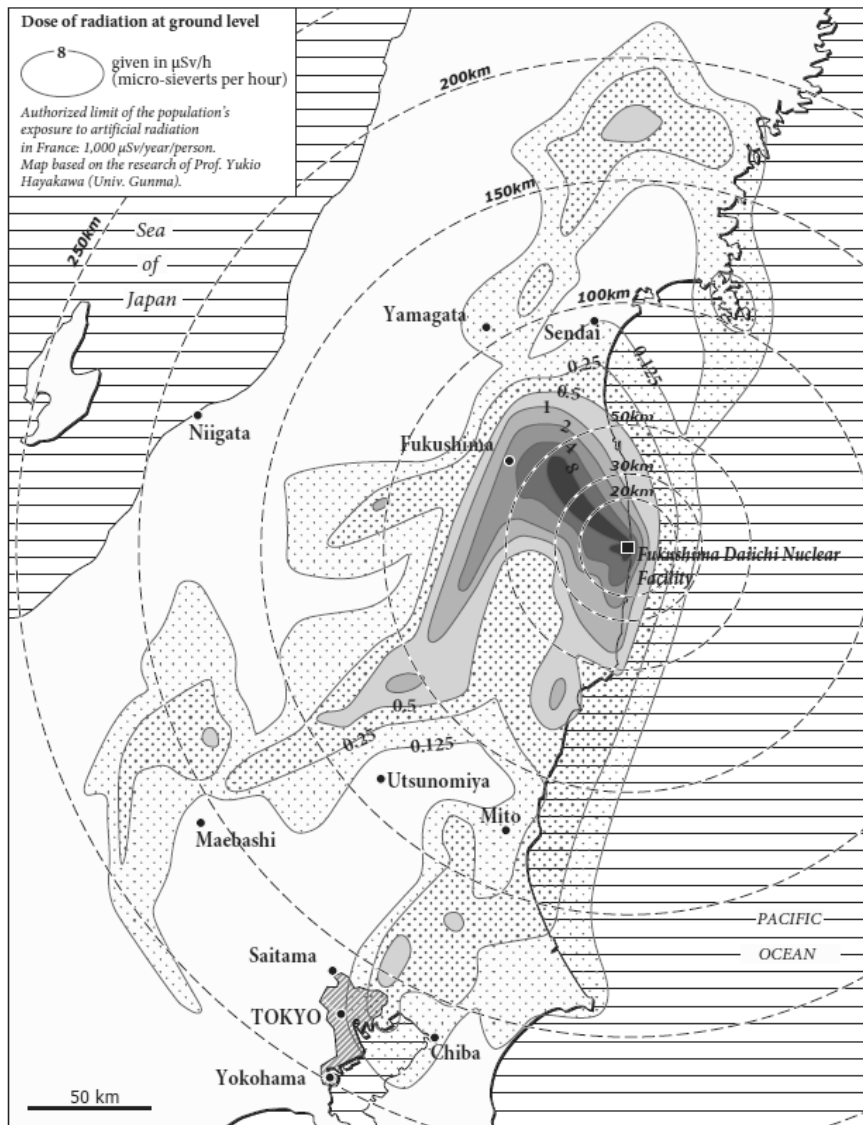 Dose of radiation at ground level
8
given in µSv/h
(micro-sieverts per hour)
Authorized limit of the population's
exposure to artificial radiation
in France: 1,000 µSv/year/person.
Map based on the research of Prof. Yukio
Hayakawa (Univ. Gunma).
200km
150km
250km
Sea
of
Japan
100km
Yamagata
Sendai
0.25
0.125
0.5
1
2
4
8
50km
Niigata
Fukushima
30km
20km
Fukushima Daiichi Nuclear
Facility
0.5
0.25
0.125
Utsunomiya
Mito
Maebashi
PACIFIC
OCEAN
Saitama
TOKYO
Chiba
Yokohama
50 km